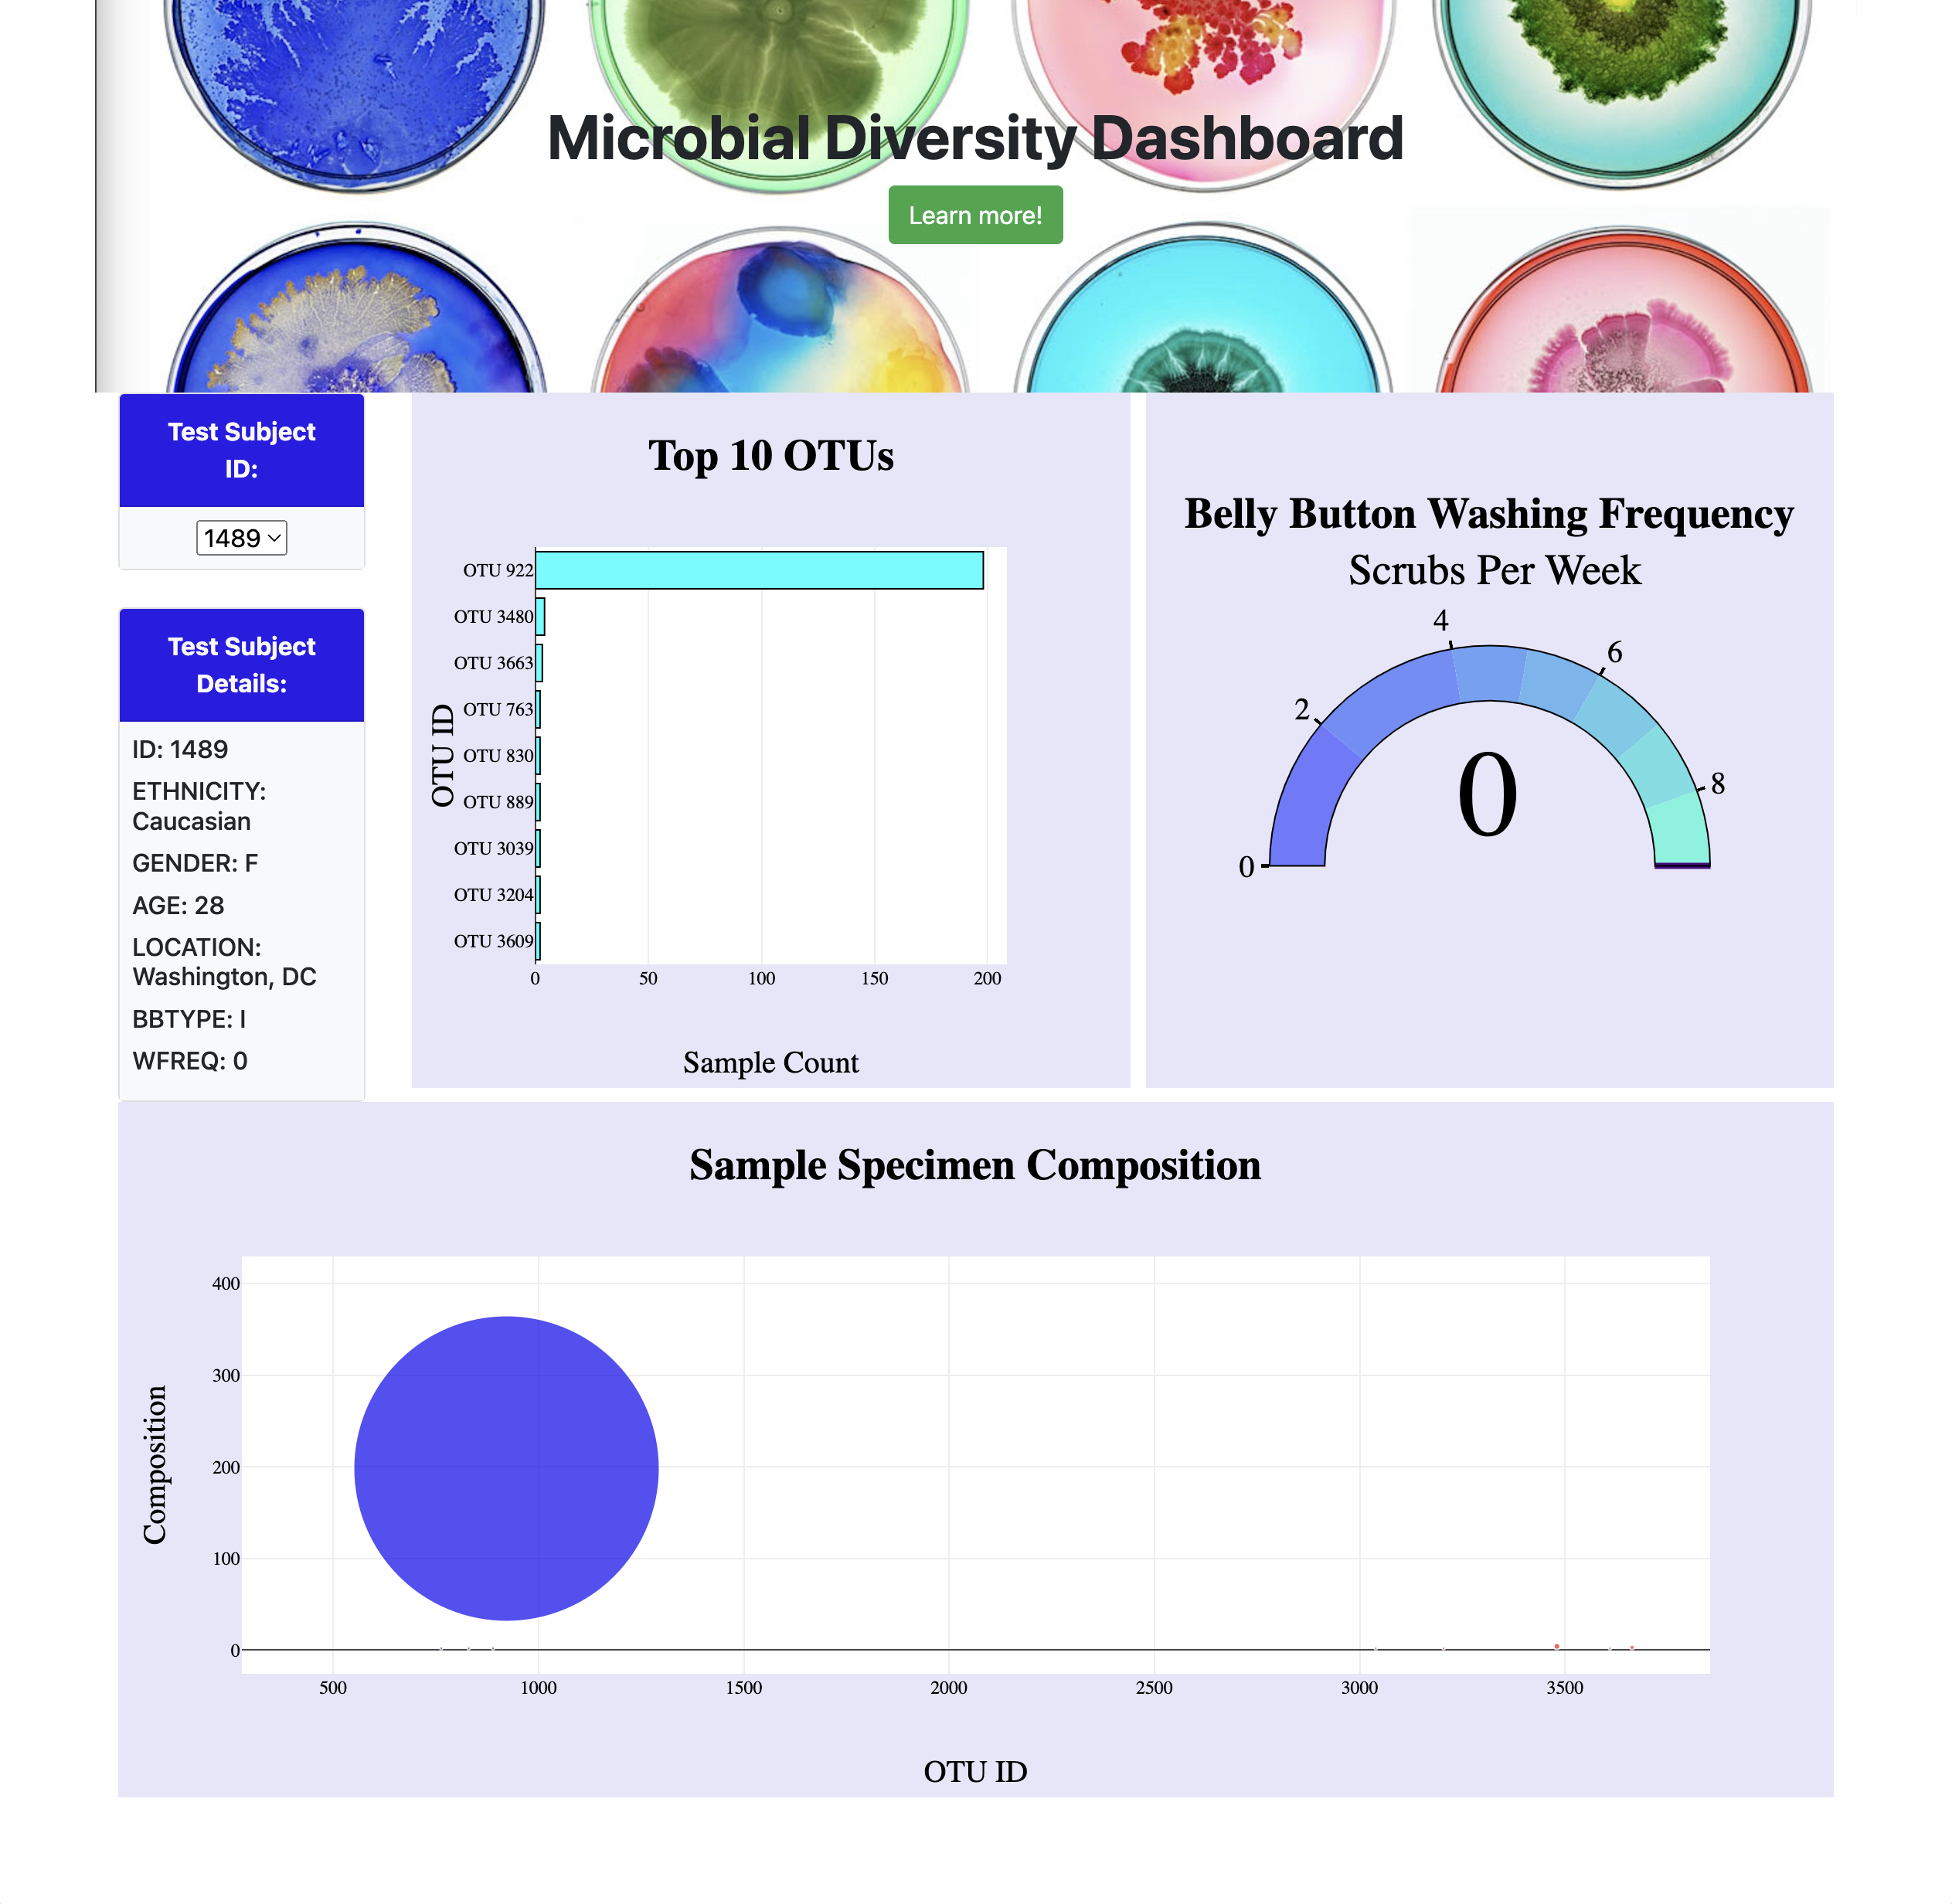 Microbial Diversity Dashboard
Learn more!
Test Subject
ID:
1489
Test Subject
Details:
ID: 1489
ETHNICITY:
Caucasian
GENDER: F
AGE: 28
LOCATION:
Washington, DC
BBTYPE: I
WFREQ: 0
Top 10 OTUs
OTU ID
OTU 922
OTU 3480
OTU 3663
OTU 763
OTU 830
OTU 889
OTU 3039
OTU 3204
OTU 3609
0 50 100 150 200
Sample Count
Belly Button Washing Frequency
Scrubs Per Week
0
2
4
6
8
0
Sample Specimen Composition
Composition
400
300
200
100
0
500 1000 1500 2000 2500 3000 3500
OTU ID